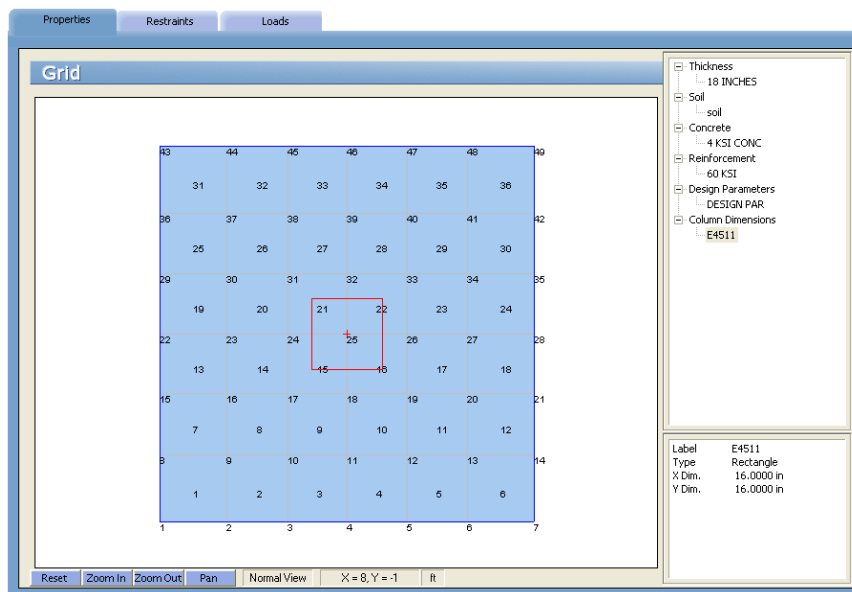 Properties Restraints Loads
Grid
43 44 45 46 47 48 49
31 32 33 34 35 36
36 37 38 39 40 41 42
25 26 27 28 29 30
29 30 31 32 33 34 35
19 20 21 22 23 24
22 23 24 25 26 27 28
13 14 15 16 17 18
15 16 17 18 19 20 21
7 8 9 10 11 12
8 9 10 11 12 13 14
1 2 3 4 5 6
1 2 3 4 5 6 7
Reset Zoom In Zoom Out Pan Normal View X = 8, Y = -1 ft
Thickness
18 INCHES
Soil
soil
Concrete
4 KSI CONC
Reinforcement
60 KSI
Design Parameters
DESIGN PAR
Column Dimensions
E4511
Label E4511
Type Rectangle
X Dim. 16.0000 in
Y Dim. 16.0000 in